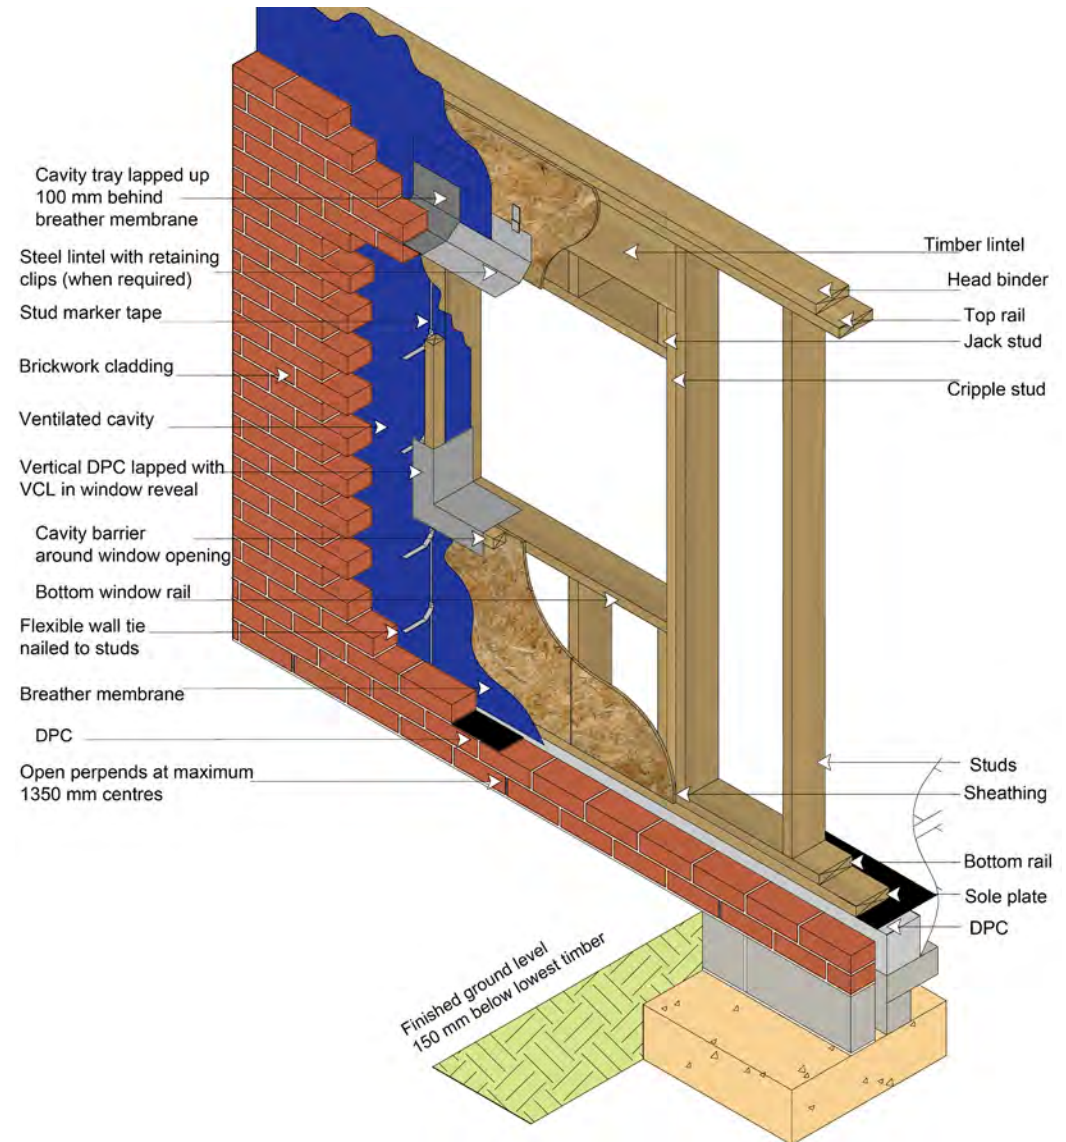 Cavity tray lapped up
100 mm behind
breather membrane
Steel lintel with retaining
clips (when required)
Stud marker tape
Brickwork cladding
Ventilated cavity
Vertical DPC lapped with
VCL in window reveal
Cavity barrier
around window opening
Bottom window rail
Flexible wall tie
nailed to studs
Breather membrane
DPC
Open perpends at maximum
1350 mm centres
Timber lintel
Head binder
Top rail
Jack stud
Cripple stud
Studs
Sheathing
Bottom rail
Sole plate
DPC
Finished ground level
150 mm below lowest timber